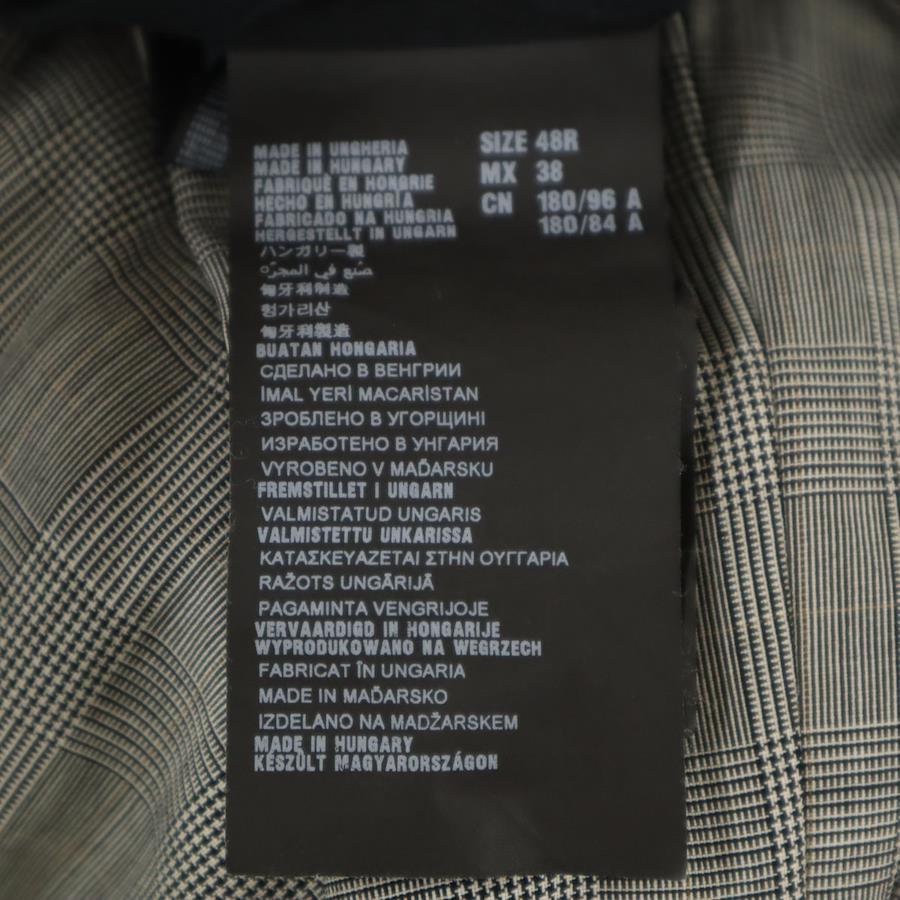 MADE IN UNGHERIA
MADE IN HUNGARY
FABRIQUÉ EN HONGRIE
HECHO EN HUNGRIA
FABRICADO NA HUNGRIA
HERGESTELLT IN UNGARN
SIZE 48R
MX 38
CN 180/96 A
180/84 A
ハンガリー製
صُنع في المجر
匈牙利制造
헝가리산
匈牙利製造
BUATAN HONGARIA
СДЕЛАНО В ВЕНГРИИ
İMAL YERİ MACARİSTAN
ЗРОБЛЕНО В УГОРЩИНІ
ИЗРАБОТЕНО В УНГАРИЯ
VYROBENO V MAĎARSKU
FREMSTILLET I UNGARN
VALMISTATUD UNGARIS
VALMISTETTU UNKARISSA
ΚΑΤΑΣΚΕΥΑΖΕΤΑΙ ΣΤΗΝ ΟΥΓΓΑΡΙΑ
RAŽOTS UNGĀRIJĀ
PAGAMINTA VENGRIJOJE
VERVAARDIGD IN HONGARIJE
WYPRODUKOWANO NA WEGRZECH
FABRICAT ÎN UNGARIA
MADE IN MAĎARSKO
IZDELANO NA MADŽARSKEM
MADE IN HUNGARY
KÉSZÜLT MAGYARORSZÁGON